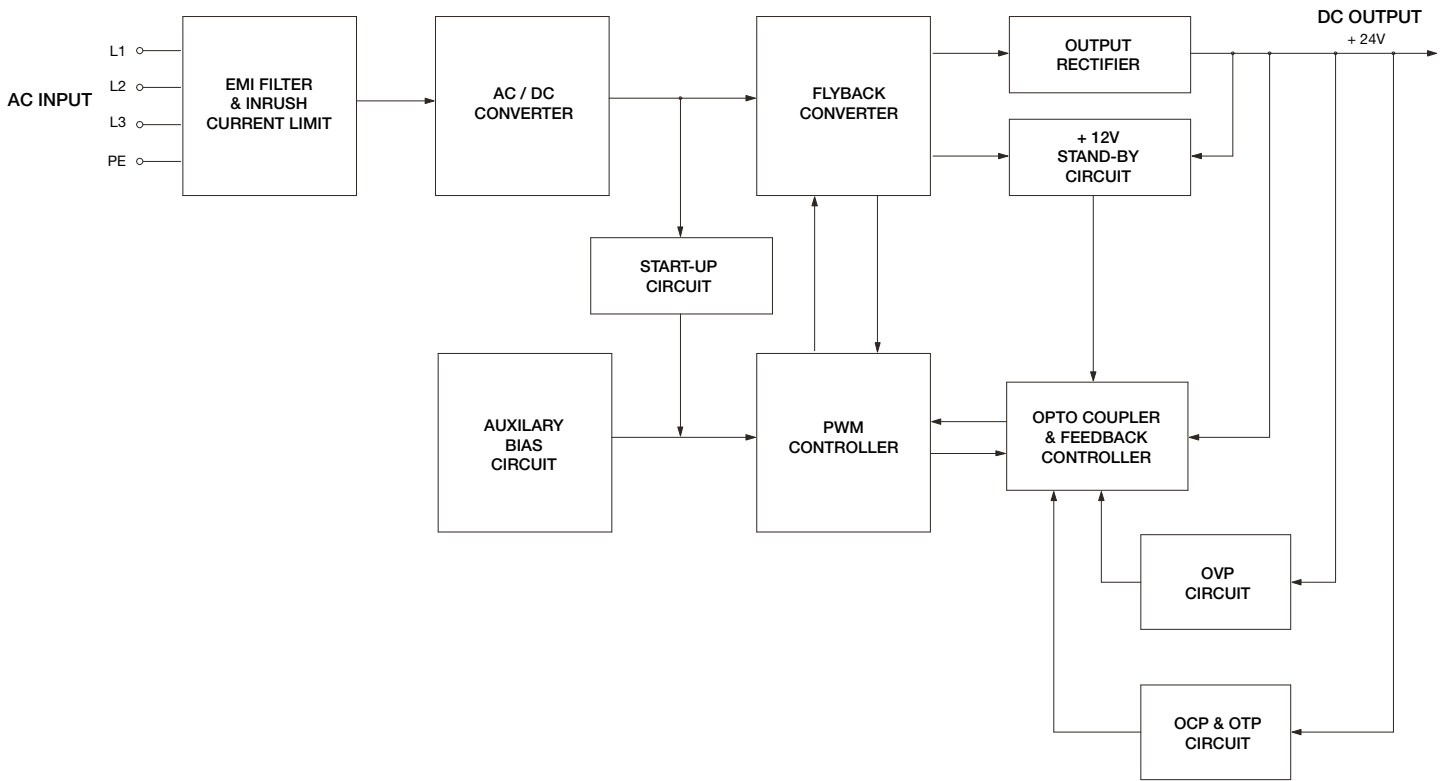 DC OUTPUT
+ 24V
AC INPUT
L1
L2
L3
PE
EMI FILTER
& INRUSH
CURRENT LIMIT
AC / DC
CONVERTER
FLYBACK
CONVERTER
OUTPUT
RECTIFIER
+ 12V
STAND-BY
CIRCUIT
START-UP
CIRCUIT
AUXILARY
BIAS
CIRCUIT
PWM
CONTROLLER
OPTO COUPLER
& FEEDBACK
CONTROLLER
OVP
CIRCUIT
OCP & OTP
CIRCUIT